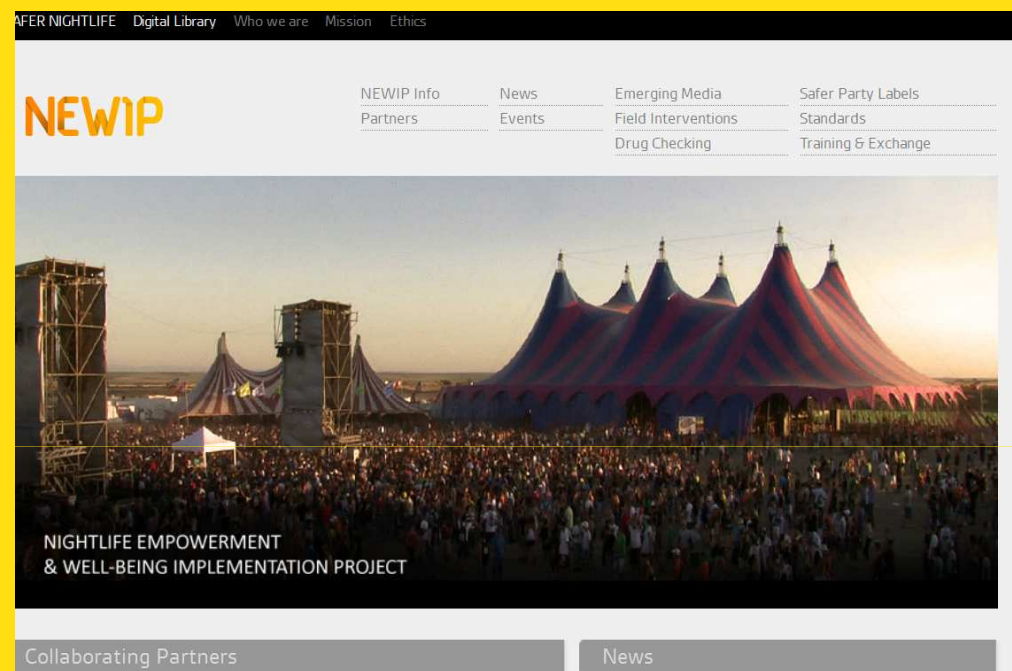 AFER NIGHTLIFE Digital Library Who we are Mission Ethics
NEWIP
NEWIP Info News Emerging Media Safer Party Labels
Partners Events Field Interventions Standards
Drug Checking Training & Exchange
NIGHTLIFE EMPOWERMENT
& WELL-BEING IMPLEMENTATION PROJECT
Collaborating Partners News